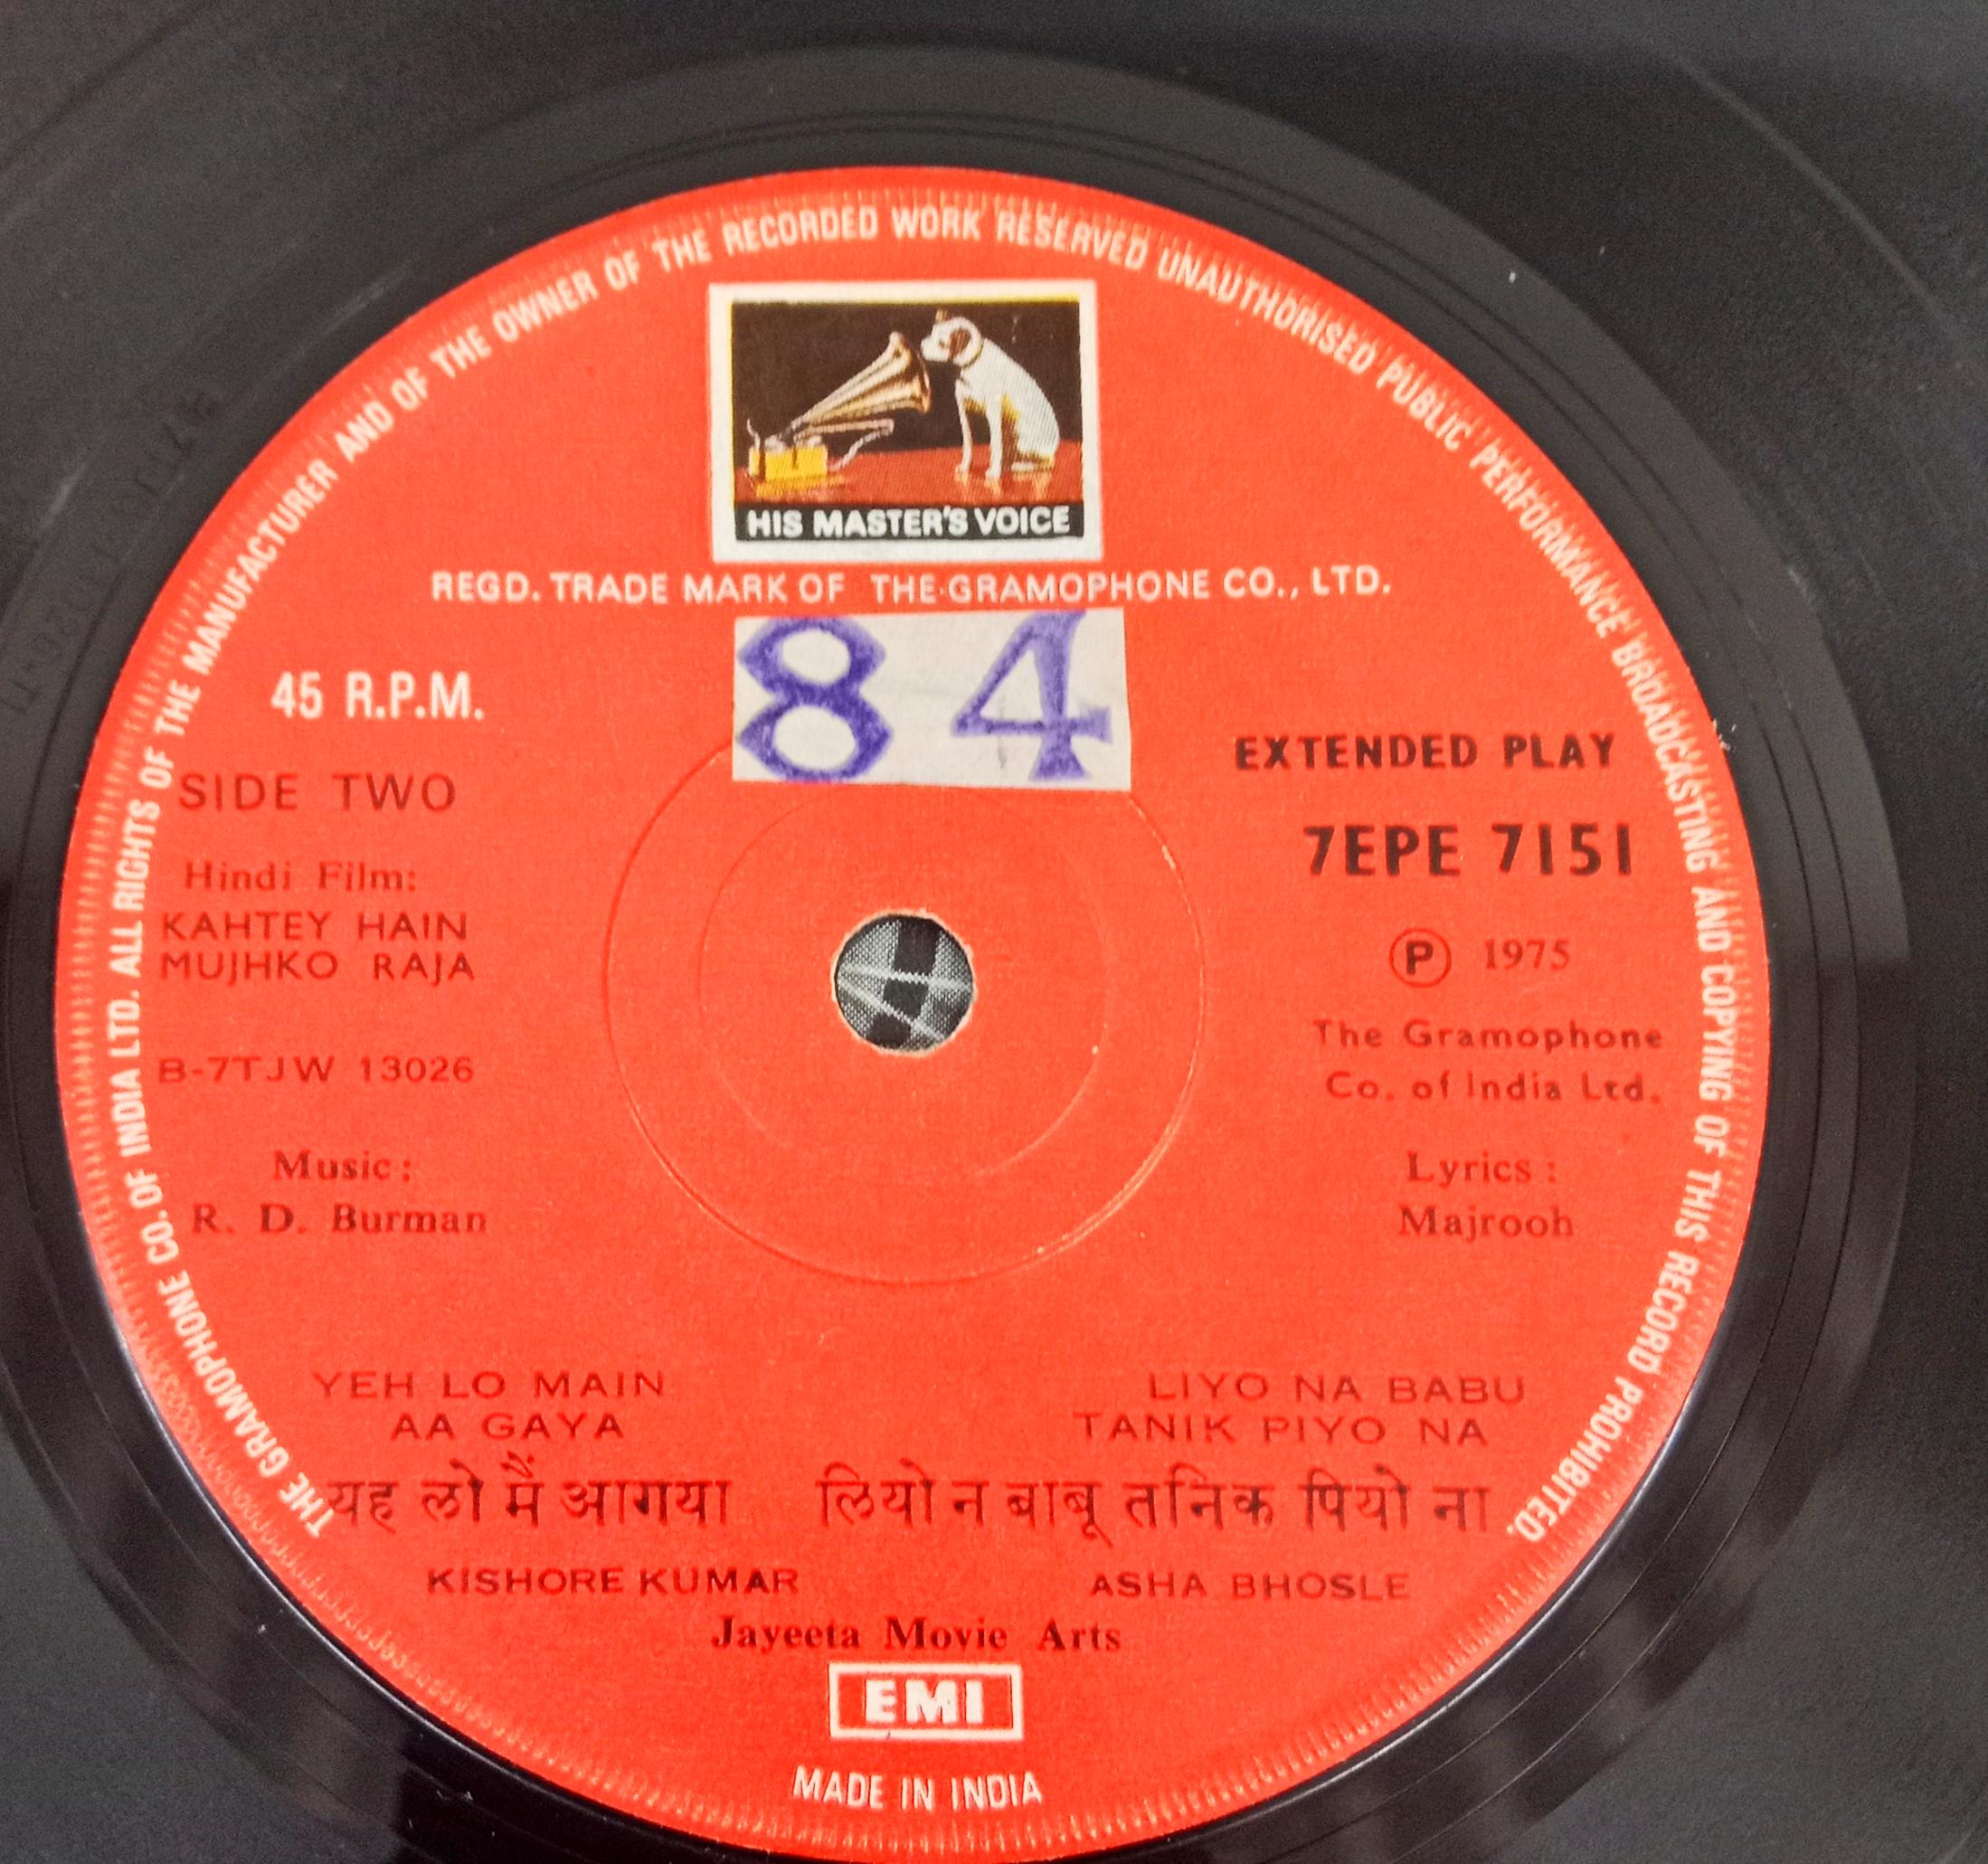 THE GRAMOPHONE CO. OF INDIA LTD. ALL RIGHTS OF THE MANUFACTURER AND OF THE OWNER OF THE RECORDED WORK RESERVED UNAUTHORISED PUBLIC PERFORMANCE BROADCASTING AND COPYING OF THIS RECORD PROHIBITED.
HIS MASTER'S VOICE
REGD. TRADE MARK OF THE GRAMOPHONE CO., LTD.
84
45 R.P.M.
SIDE TWO
Hindi Film:
KAHTEY HAIN
MUJHKO RAJA
B-7TJW 13026
Music:
R. D. Burman
EXTENDED PLAY
7EPE 7151
Ⓟ 1975
The Gramophone
Co. of India Ltd.
Lyrics :
Majrooh
YEH LO MAIN
AA GAYA
यह लो मैं आगया
KISHORE KUMAR
LIYO NA BABU
TANIK PIYO NA
लियो न बाबू तनिक पियो ना
ASHA BHOSLE
Jayeeta Movie Arts
EMI
MADE IN INDIA